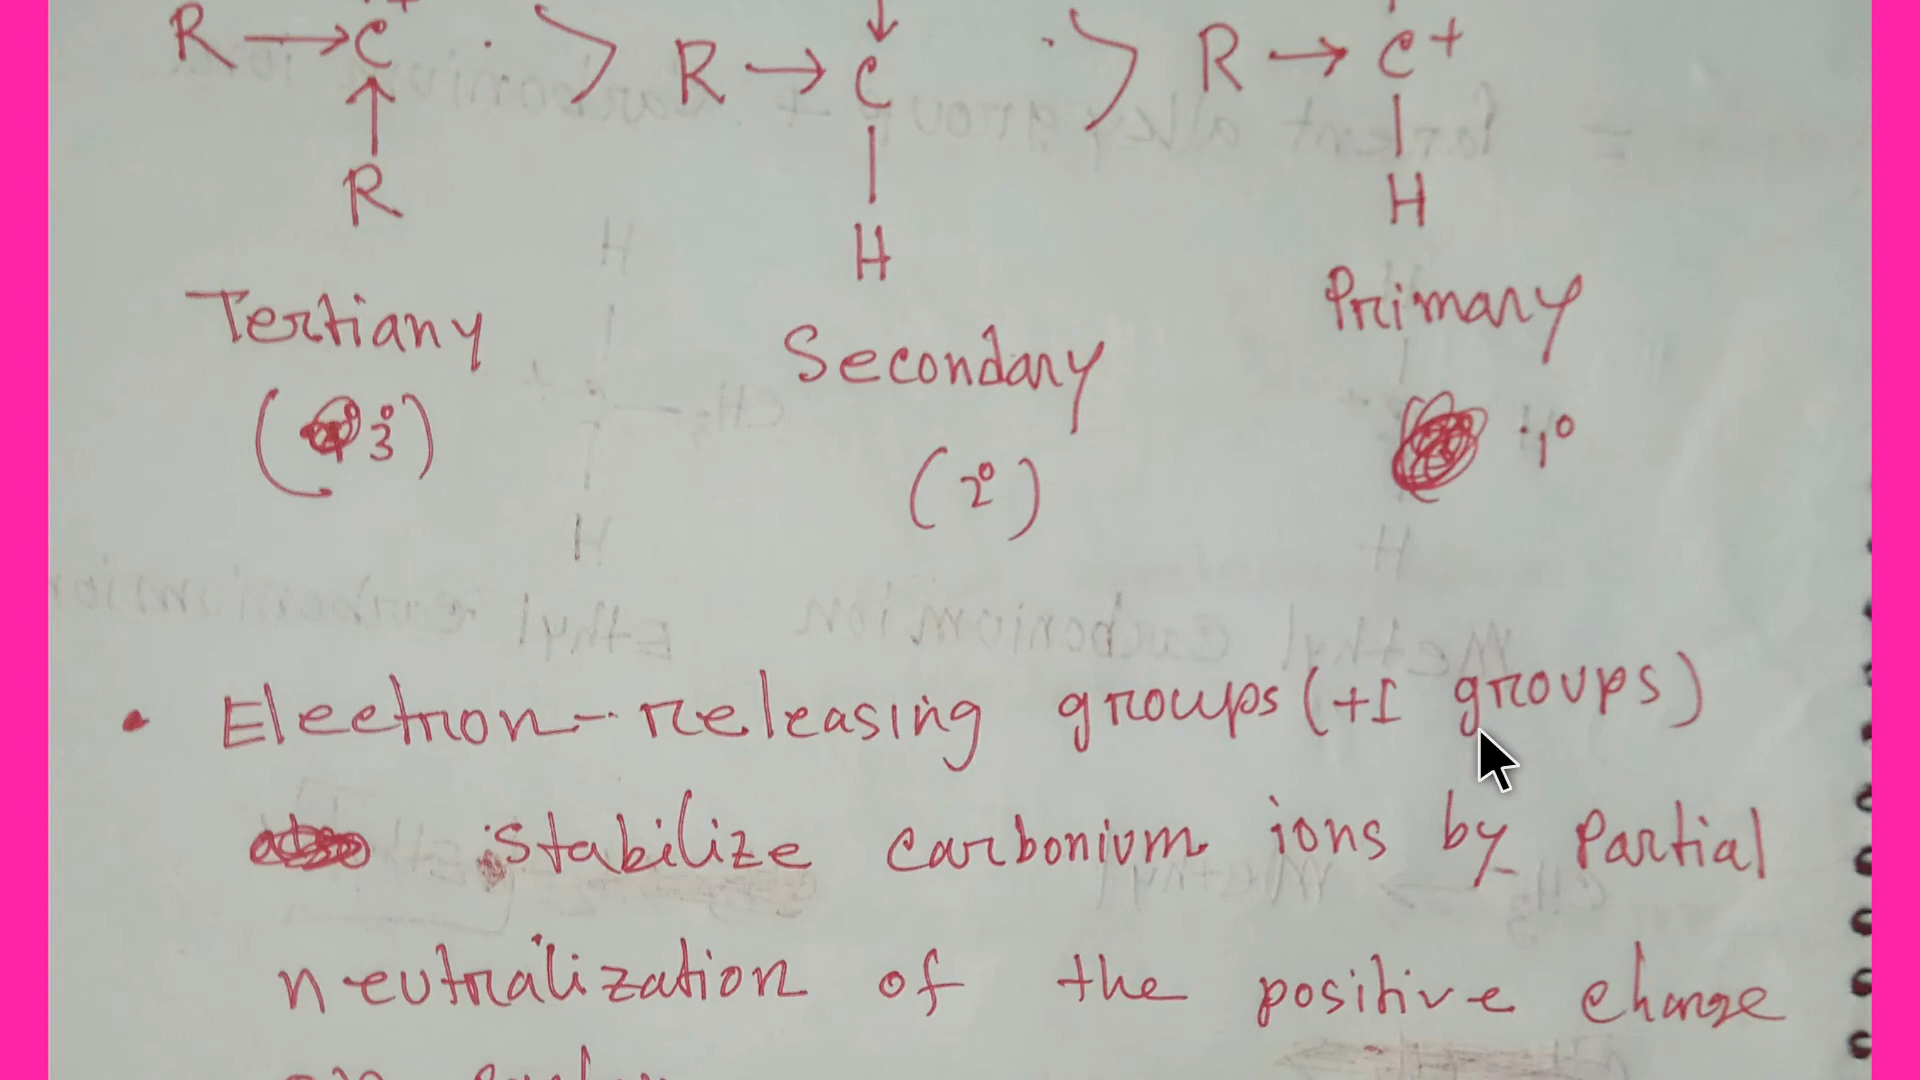 R → C + . > R → C . > R → C+
R H H
Tertiany Secondary Primary
(3°) (2°) 1°
• Electron-releasing groups (+I groups)
stabilize carbonium ions by Partial
neutralization of the positive charge